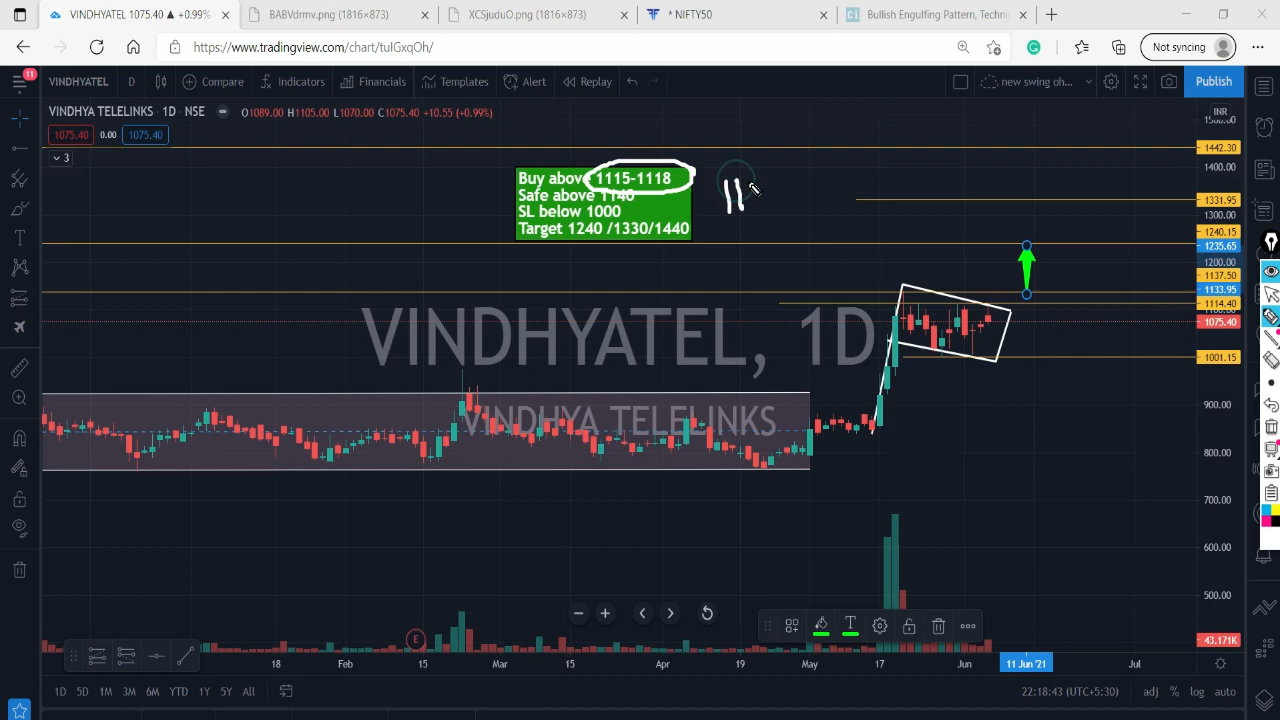 VINDHYATEL 1075.40 ▲ +0.99%
BABVdrmv.png (1816×873)
XCSjuduO.png (1816×873)
* NIFTY50
Bullish Engulfing Pattern, Techni
https://www.tradingview.com/chart/tuIGxqOh/
Not syncing
11
VINDHYATEL
D
Compare
Indicators
Financials
Templates
Alert
Replay
new swing oh...
Publish
VINDHYA TELELINKS · 1D · NSE
O1089.00 H1105.00 L1070.00 C1075.40 +10.55 (+0.99%)
INR
1075.40
0.00
1075.40
3
1500.00
1442.30
1400.00
1331.95
1300.00
1240.15
1235.65
1200.00
1137.50
1133.95
1114.40
1100.00
1075.40
1001.15
900.00
800.00
700.00
600.00
500.00
43.171K
Buy above 1115-1118
Safe above 1140
SL below 1000
Target 1240 /1330/1440
11
VINDHYATEL, 1D
VINDHYA TELELINKS
E
T
18
Feb
15
Mar
15
Apr
19
May
17
Jun
11 Jun '21
Jul
1D
5D
1M
3M
6M
YTD
1Y
5Y
All
22:18:43 (UTC+5:30)
adj
%
log
auto